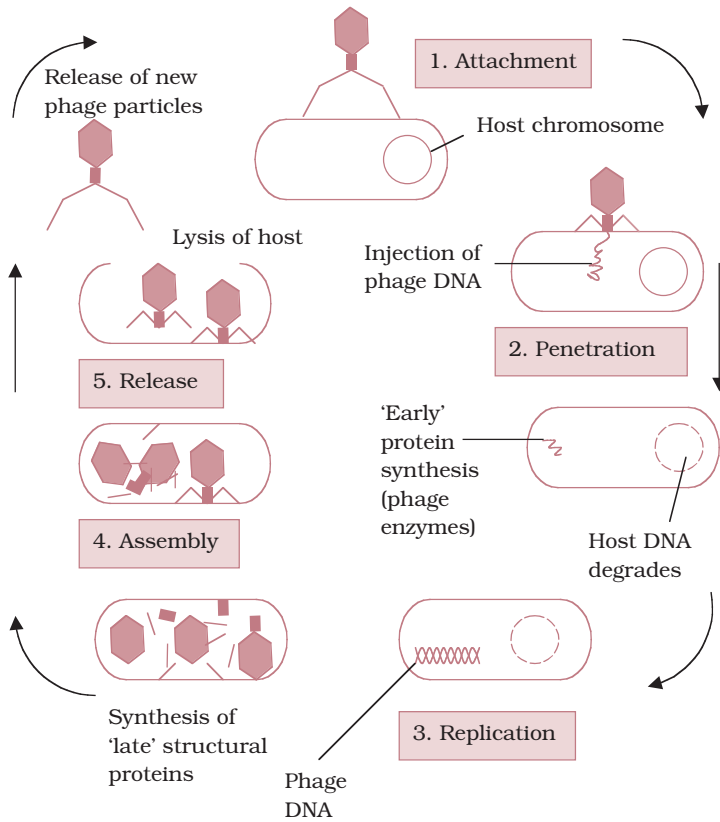 1. Attachment
Host chromosome
Injection of
phage DNA
2. Penetration
‘Early’
protein
synthesis
(phage
enzymes)
Host DNA
degrades
3. Replication
Phage
DNA
Synthesis of
‘late’ structural
proteins
4. Assembly
5. Release
Lysis of host
Release of new
phage particles